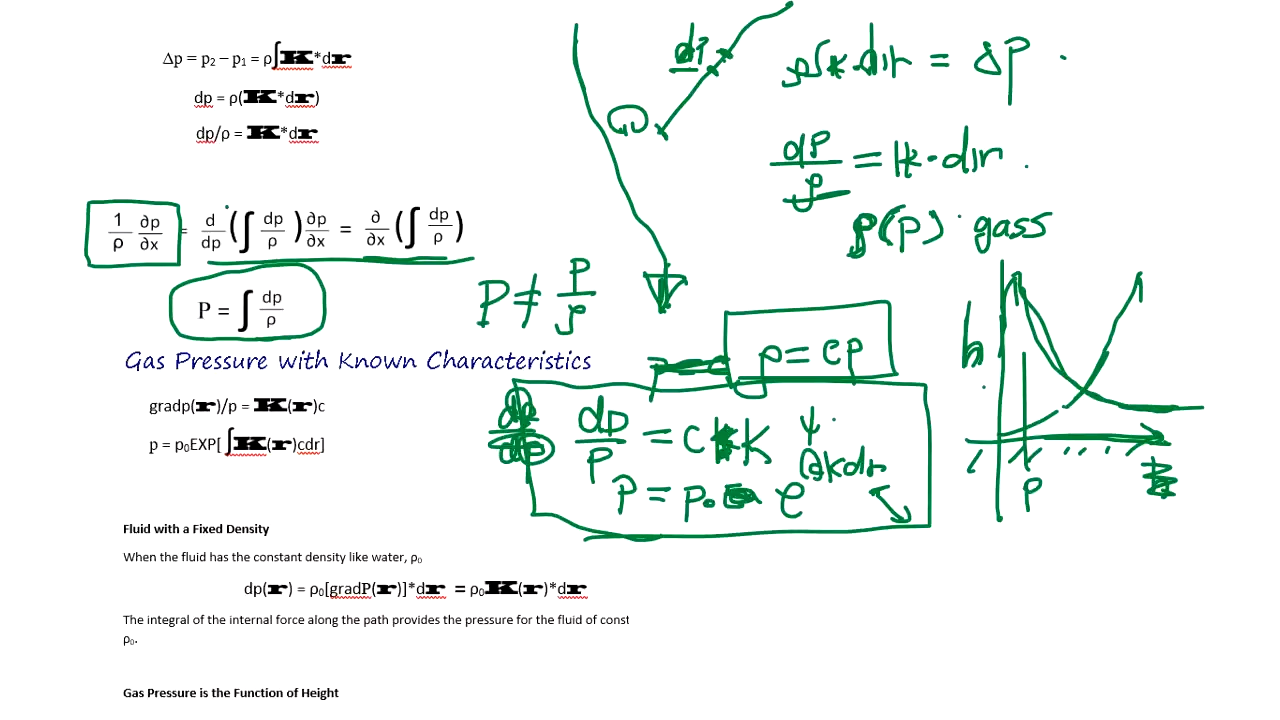 Δp = p₂ – p₁ = ρ∫K*dr
dp = ρ(K*dr)
dp/ρ = K*dr
1/ρ ∂p/∂x = d/dp (∫ dp/ρ) ∂p/∂x = ∂/∂x (∫ dp/ρ)
P = ∫ dp/ρ
Gas Pressure with Known Characteristics
gradp(r)/p = K(r)c
p = p₀EXP[ ∫K(r)cdr]
Fluid with a Fixed Density
When the fluid has the constant density like water, ρ₀
dp(r) = ρ₀[gradP(r)]*dr = ρ₀K(r)*dr
The integral of the internal force along the path provides the pressure for the fluid of const
ρ₀.
Gas Pressure is the Function of Height
dr
ρ∫k·dr = ΔP
dP/ρ = k·dr
ρ(p) gass
P ≠ P/ρ
ρ = cp
dp/p = c K
h
P